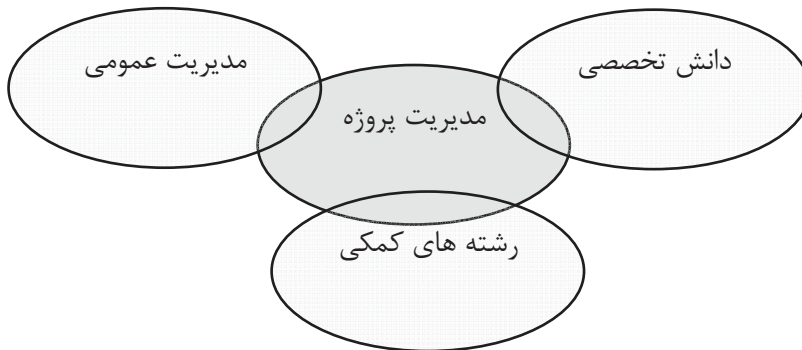 دانش تخصصی
مدیریت عمومی
مدیریت پروژه
رشته های کمکی